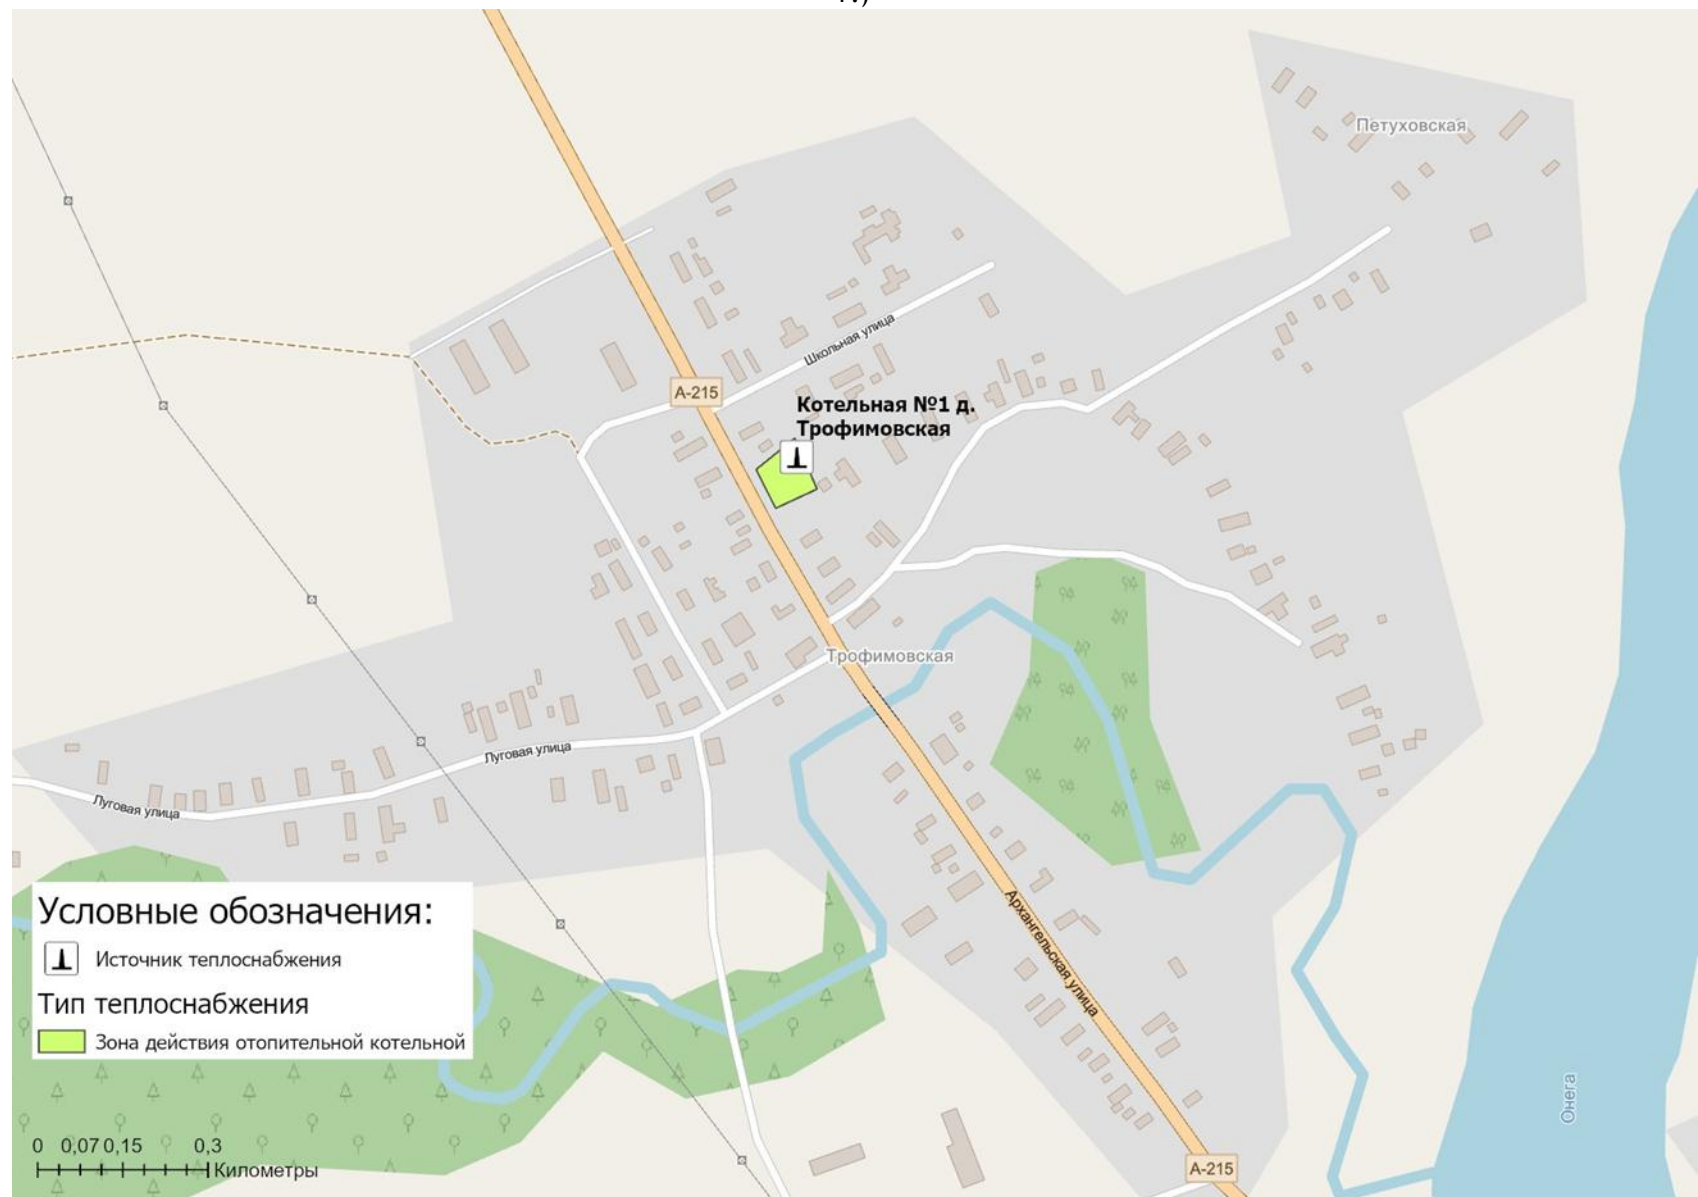 Петуховская
Школьная улица
А-215
Котельная №1 д.
Трофимовская
Трофимовская
Луговая улица
Луговая улица
Архангельская улица
Условные обозначения:
Источник теплоснабжения
Тип теплоснабжения
Зона действия отопительной котельной
Онега
0 0,07 0,15 0,3
Километры
А-215